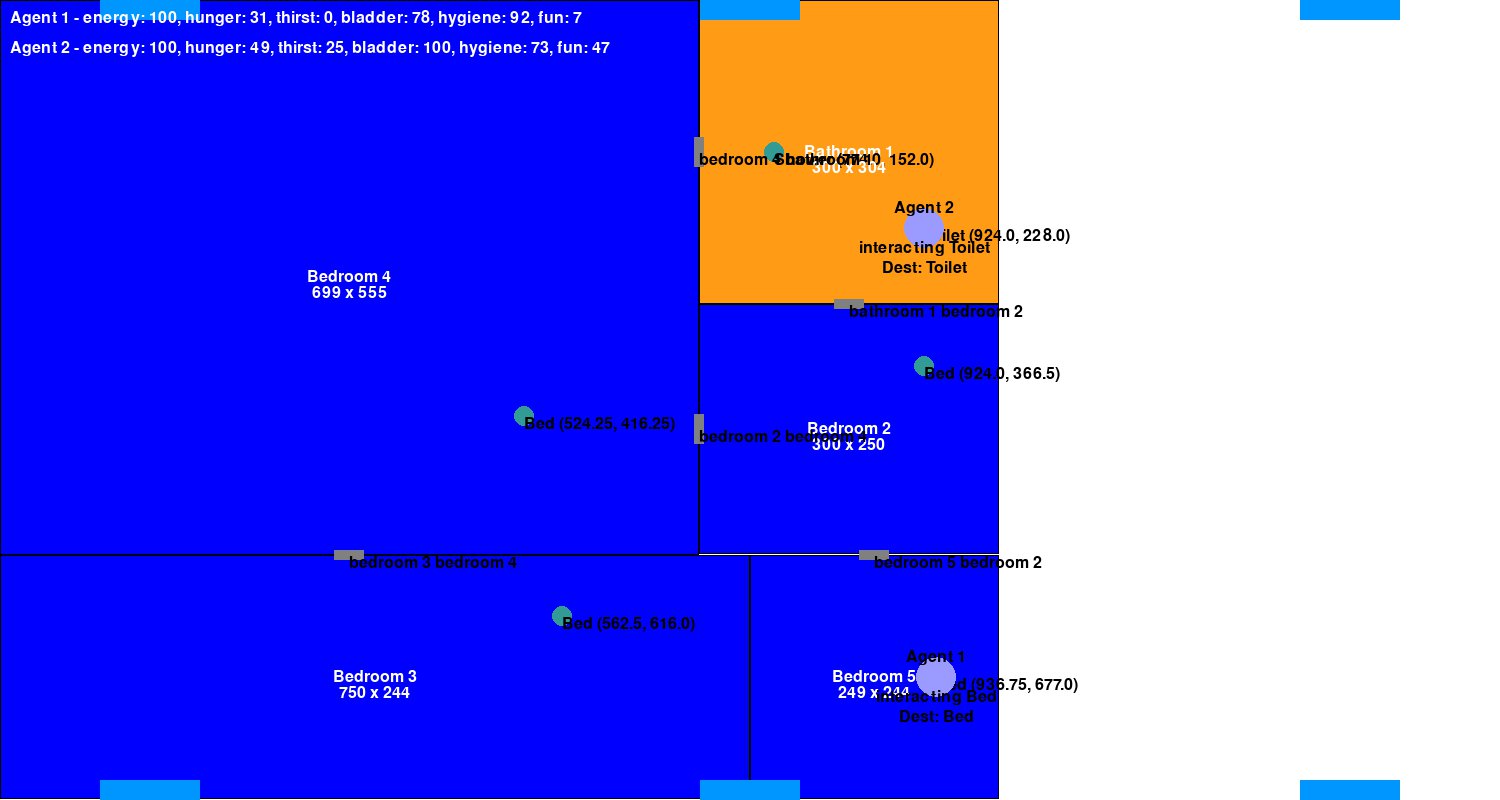 Agent 1 - energy: 100, hunger: 31, thirst: 0, bladder: 78, hygiene: 92, fun: 7
Agent 2 - energy: 100, hunger: 49, thirst: 25, bladder: 100, hygiene: 73, fun: 47
Bathroom 1
300 x 304
bedroom 4 bathroom 1
152.0)
Agent 2
ilet (924.0, 228.0)
interacting Toilet
Dest: Toilet
Bedroom 4
699 x 555
bathroom 1 bedroom 2
Bed (924.0, 366.5)
Bed (524.25, 416.25)
Bedroom 2
300 x 250
bedroom 2 bedroom 4
bedroom 3 bedroom 4
bedroom 5 bedroom 2
Bed (562.5, 616.0)
Agent 1
Bedroom 3
750 x 244
Bedroom 5
249 x 244
d (936.75, 677.0)
interacting Bed
Dest: Bed